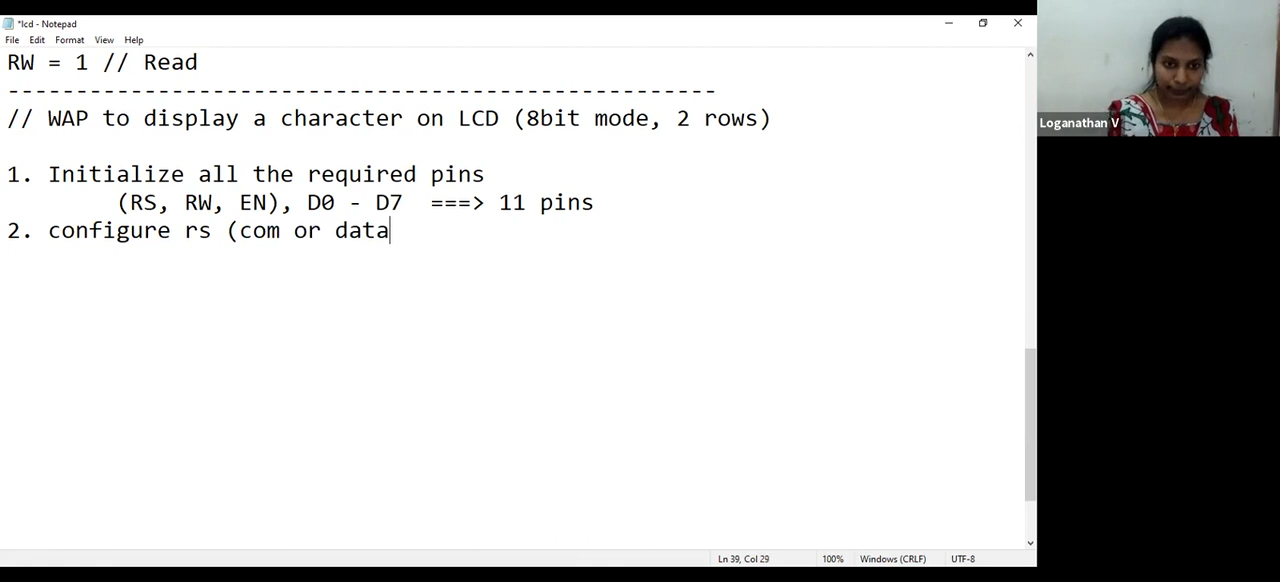 *lcd - Notepad
File Edit Format View Help
RW = 1 // Read
----------------------------------------------------
// WAP to display a character on LCD (8bit mode, 2 rows)
1. Initialize all the required pins
(RS, RW, EN), D0 - D7 ===> 11 pins
2. configure rs (com or data
Ln 39, Col 29 100% Windows (CRLF) UTF-8
Loganathan V